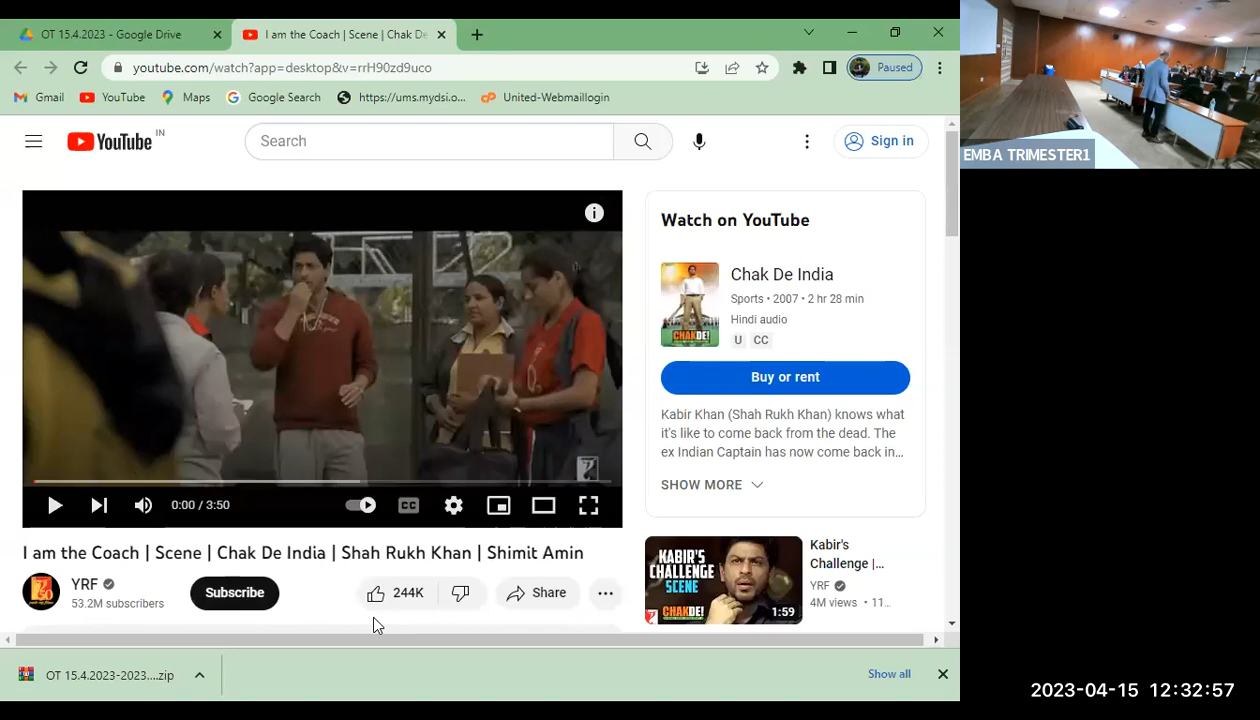 OT 15.4.2023 - Google Drive
I am the Coach | Scene | Chak De
youtube.com/watch?app=desktop&v=rrH90zd9uco
Paused
Gmail
YouTube
Maps
Google Search
https://ums.mydsi.o...
United-Webmaillogin
YouTube IN
Search
Sign in
EMBA TRIMESTER1
Watch on YouTube
Chak De India
Sports • 2007 • 2 hr 28 min
Hindi audio
U CC
CHAKDE!
Buy or rent
Kabir Khan (Shah Rukh Khan) knows what
it's like to come back from the dead. The
ex Indian Captain has now come back in...
SHOW MORE
0:00 / 3:50
CC
I am the Coach | Scene | Chak De India | Shah Rukh Khan | Shimit Amin
YRF
53.2M subscribers
Subscribe
244K
Share
KABIR'S
CHALLENGE
SCENE
CHAKDE!
1:59
Kabir's
Challenge |...
YRF
4M views • 11...
OT 15.4.2023-2023....zip
Show all
2023-04-15 12:32:57